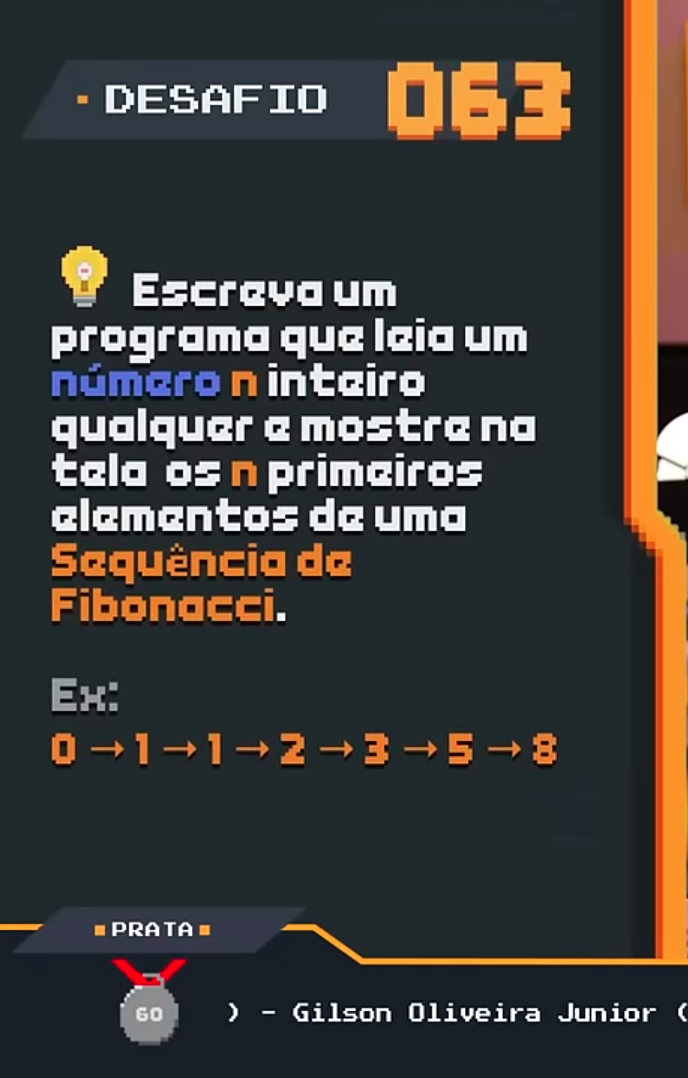 DESAFIO 063
Escreva um
programa que leia um
número n inteiro
qualquer e mostre na
tela os n primeiros
elementos de uma
Sequência de
Fibonacci.
Ex:
0 → 1 → 1 → 2 → 3 → 5 → 8
PRATA
GO
) - Gilson Oliveira Junior (